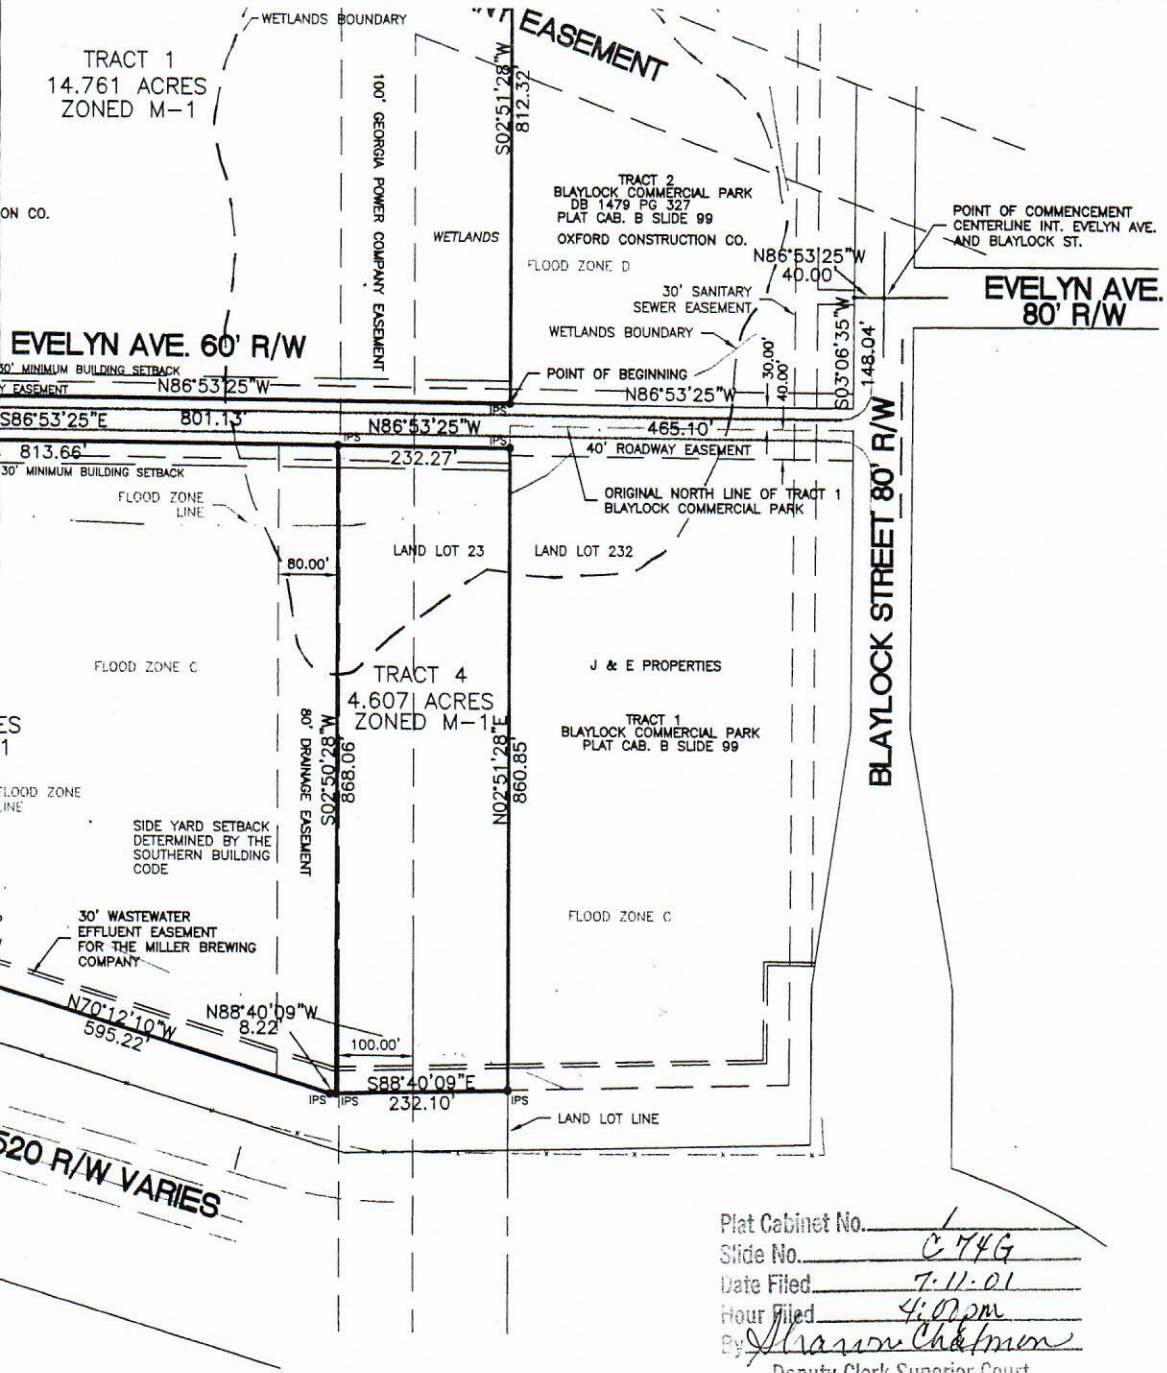 WETLANDS BOUNDARY
EASEMENT
TRACT 1
14.761 ACRES
ZONED M-1
100' GEORGIA POWER COMPANY EASEMENT
S02°51'28"W
812.32'
ON CO.
WETLANDS
TRACT 2
BLAYLOCK COMMERCIAL PARK
DB 1479 PG 327
PLAT CAB. B SLIDE 99
OXFORD CONSTRUCTION CO.
FLOOD ZONE D
POINT OF COMMENCEMENT
CENTERLINE INT. EVELYN AVE.
AND BLAYLOCK ST.
N86°53'25"W
40.00'
30' SANITARY
SEWER EASEMENT
WETLANDS BOUNDARY
EVELYN AVE.
80' R/W
S03°06'35"W
148.04'
EVELYN AVE. 60' R/W
30' MINIMUM BUILDING SETBACK
Y EASEMENT
N86°53'25"W
POINT OF BEGINNING
30.00'
40.00'
N86°53'25"W
IPS
S86°53'25"E
801.13'
N86°53'25"W
465.10'
IPS
IPS
813.66'
232.27'
40' ROADWAY EASEMENT
30' MINIMUM BUILDING SETBACK
FLOOD ZONE
LINE
ORIGINAL NORTH LINE OF TRACT 1
BLAYLOCK COMMERCIAL PARK
BLAYLOCK STREET 80' R/W
80.00'
LAND LOT 23
LAND LOT 232
FLOOD ZONE C
TRACT 4
4.607 ACRES
ZONED M-1
J & E PROPERTIES
TRACT 1
BLAYLOCK COMMERCIAL PARK
PLAT CAB. B SLIDE 99
ES
1
80' DRAINAGE EASEMENT
S02°50'28"W
868.06'
N02°51'28"E
860.85'
FLOOD ZONE
LINE
SIDE YARD SETBACK
DETERMINED BY THE
SOUTHERN BUILDING
CODE
30' WASTEWATER
EFFLUENT EASEMENT
FOR THE MILLER BREWING
COMPANY
FLOOD ZONE C
N70°12'10"W
595.22'
N88°40'09"W
8.22'
100.00'
S88°40'09"E
232.10'
IPS
IPS
IPS
LAND LOT LINE
520 R/W VARIES
Plat Cabinet No. 1
Slide No. C 74G
Date Filed 7-11-01
Hour Filed 4:00pm
By Sharon Chatmon
Deputy Clerk Superior Court